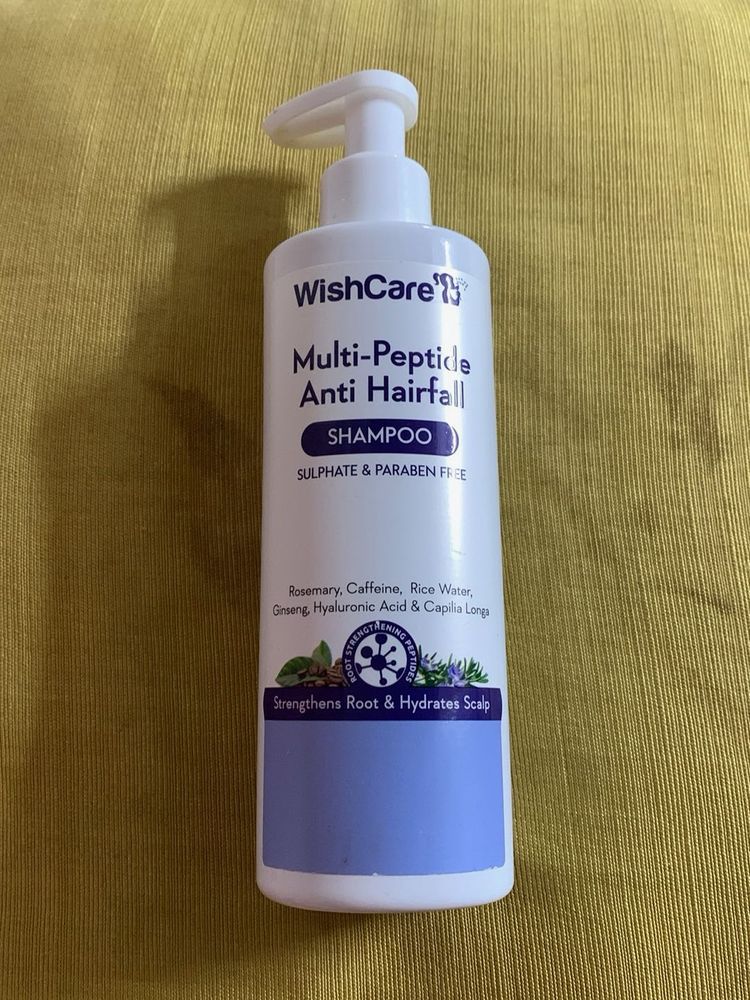 WishCare
Multi-Peptide
Anti Hairfall
SHAMPOO
SULPHATE & PARABEN FREE
Rosemary, Caffeine, Rice Water,
Ginseng, Hyaluronic Acid & Capilia Longa
ROOT STRENGTHENING PEPTIDES
Strengthens Root & Hydrates Scalp